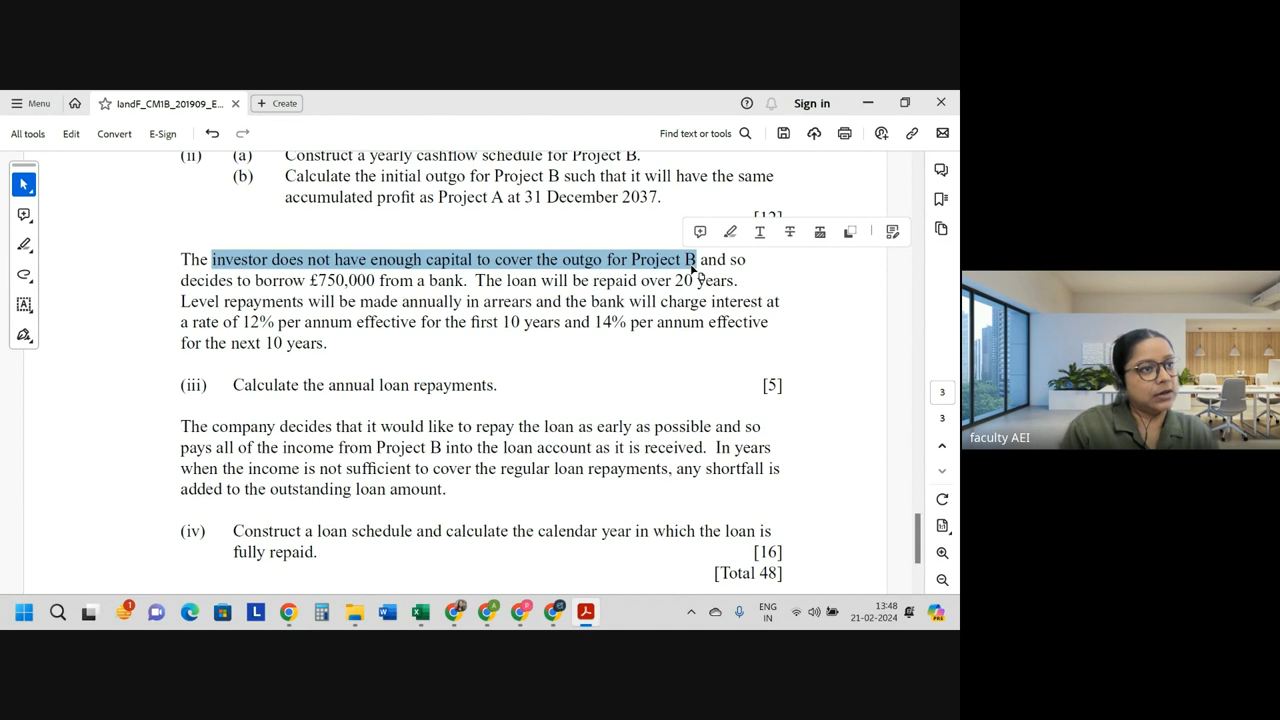 Menu
IandF_CM1B_201909_E...
Create
Sign in
All tools
Edit
Convert
E-Sign
Find text or tools
(ii) (a) Construct a yearly cashflow schedule for Project B.
(b) Calculate the initial outgo for Project B such that it will have the same
accumulated profit as Project A at 31 December 2037.
[12]
The investor does not have enough capital to cover the outgo for Project B and so
decides to borrow £750,000 from a bank. The loan will be repaid over 20 years.
Level repayments will be made annually in arrears and the bank will charge interest at
a rate of 12% per annum effective for the first 10 years and 14% per annum effective
for the next 10 years.
(iii) Calculate the annual loan repayments. [5]
The company decides that it would like to repay the loan as early as possible and so
pays all of the income from Project B into the loan account as it is received. In years
when the income is not sufficient to cover the regular loan repayments, any shortfall is
added to the outstanding loan amount.
(iv) Construct a loan schedule and calculate the calendar year in which the loan is
fully repaid. [16]
[Total 48]
3
3
faculty AEI
ENG
IN
13:48
21-02-2024